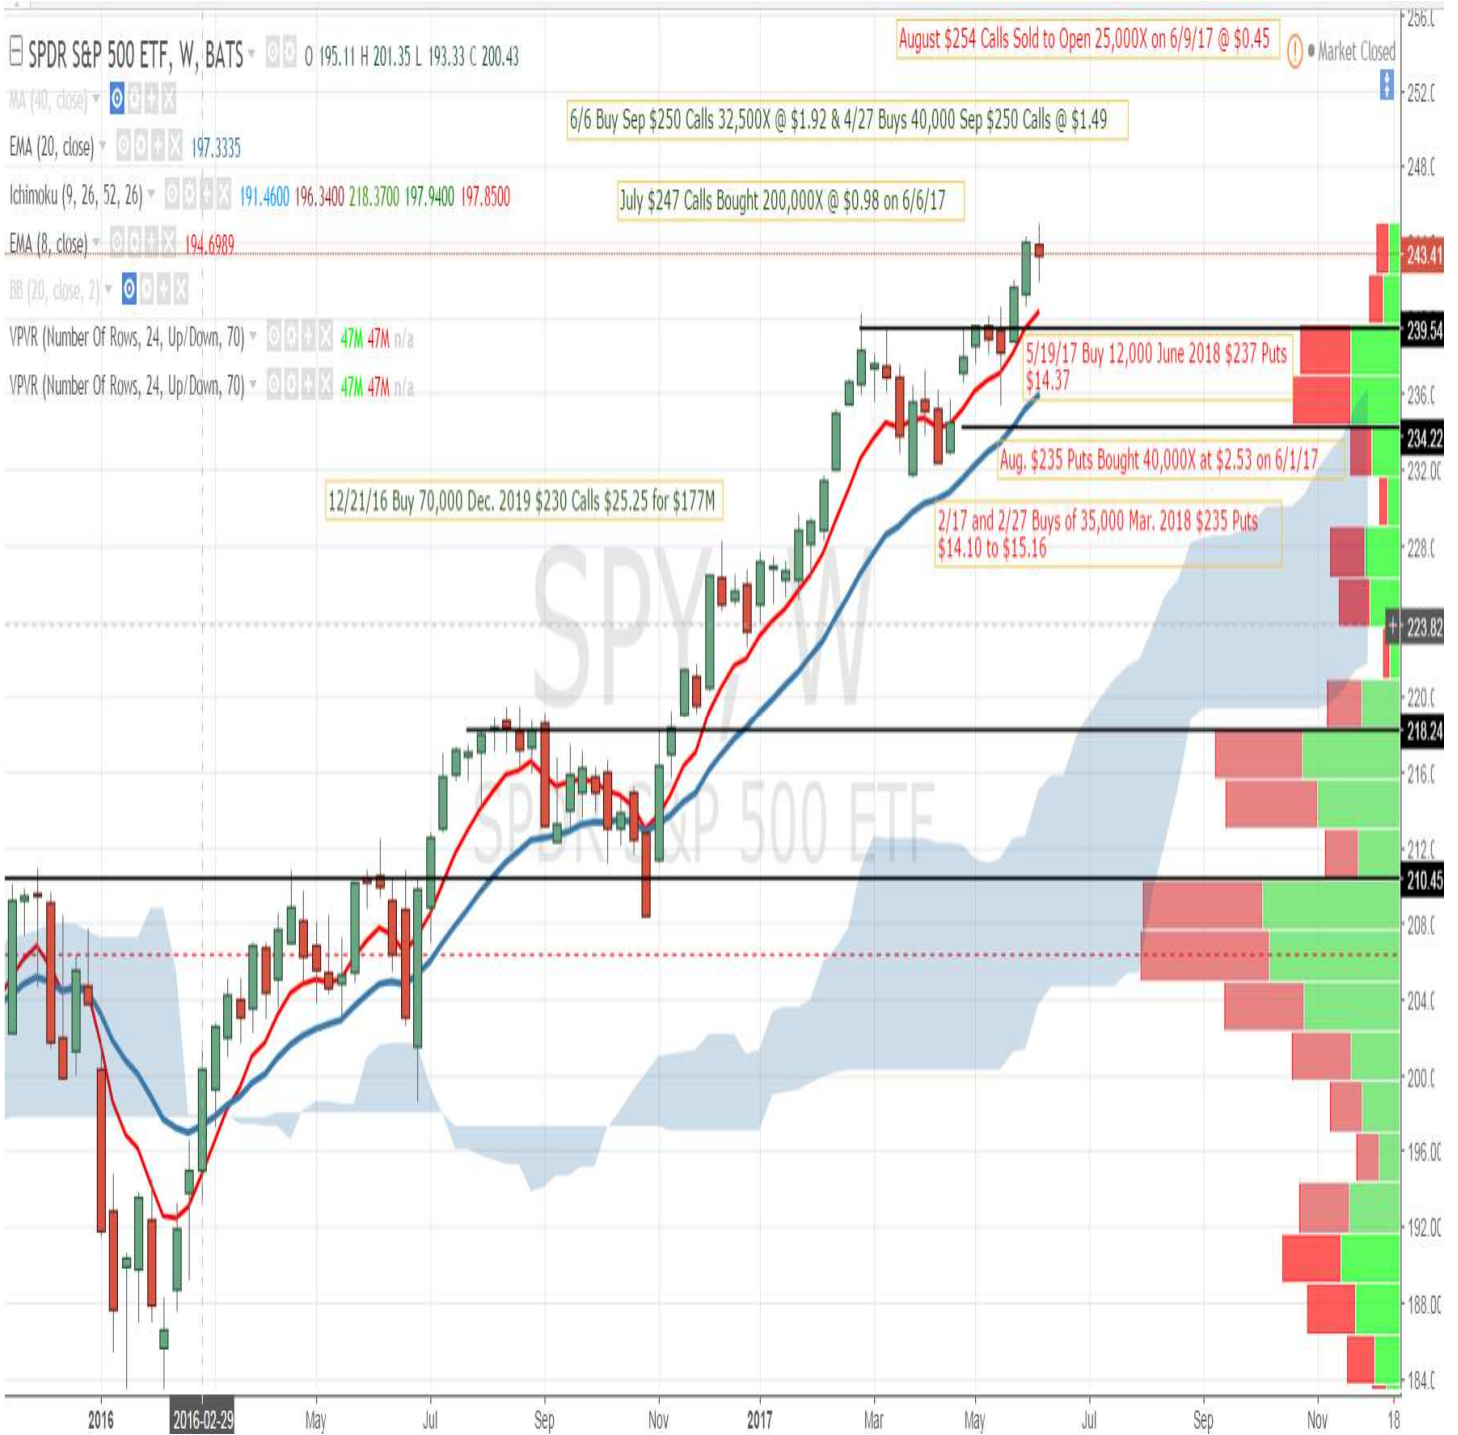 SPDR S&P 500 ETF, W, BATS O 195.11 H 201.35 L 193.33 C 200.43
MA (40, close)
EMA (20, close) 197.3335
Ichimoku (9, 26, 52, 26) 191.4600 196.3400 218.3700 197.9400 197.8500
EMA (8, close) 194.6989
BB (20, close, 2)
VPVR (Number Of Rows, 24, Up/Down, 70) 47M 47M n/a
VPVR (Number Of Rows, 24, Up/Down, 70) 47M 47M n/a
August $254 Calls Sold to Open 25,000X on 6/9/17 @ $0.45
Market Closed
6/6 Buy Sep $250 Calls 32,500X @ $1.92 & 4/27 Buys 40,000 Sep $250 Calls @ $1.49
July $247 Calls Bought 200,000X @ $0.98 on 6/6/17
5/19/17 Buy 12,000 June 2018 $237 Puts
$14.37
Aug. $235 Puts Bought 40,000X at $2.53 on 6/1/17
12/21/16 Buy 70,000 Dec. 2019 $230 Calls $25.25 for $177M
2/17 and 2/27 Buys of 35,000 Mar. 2018 $235 Puts
$14.10 to $15.16
SPY, W
SPDR S&P 500 ETF
256.0
252.0
248.0
243.41
239.54
236.0
234.22
232.00
228.0
223.82
220.0
218.24
216.0
212.0
210.45
208.0
204.0
200.0
196.00
192.00
188.00
184.0
2016 2016-02-29 May Jul Sep Nov 2017 Mar May Jul Sep Nov 18